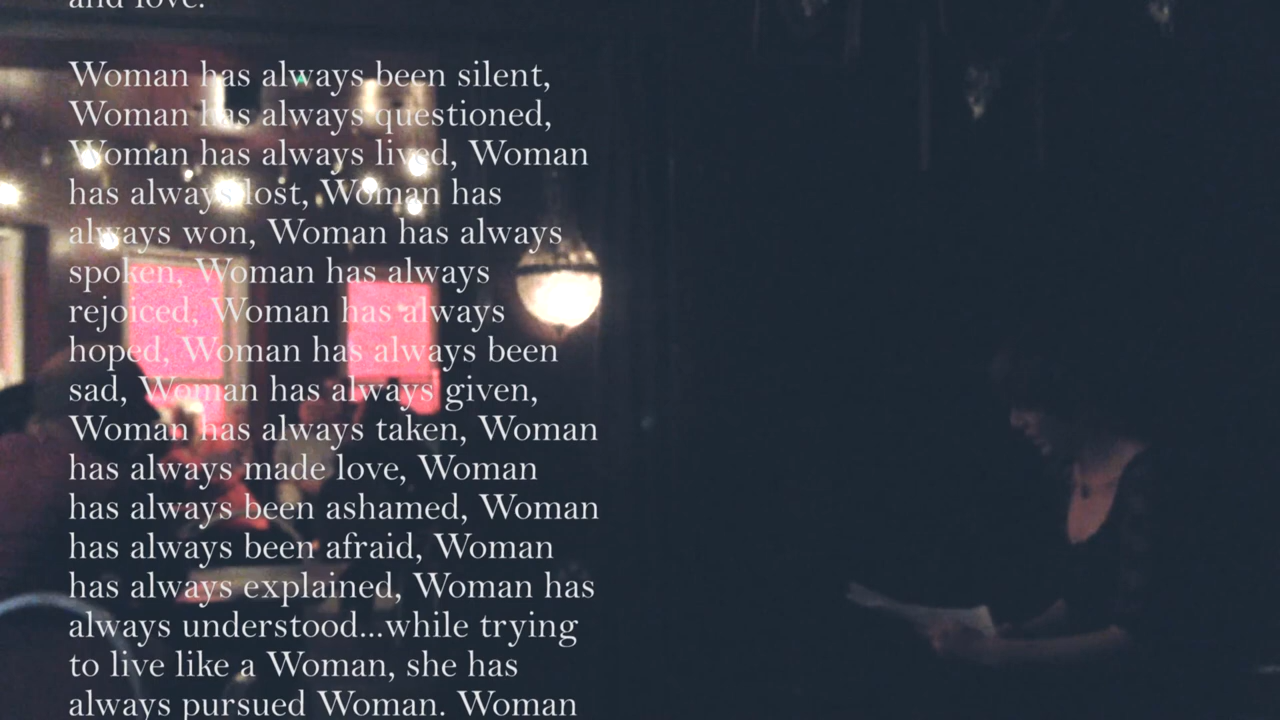 and love.
Woman has always been silent,
Woman has always questioned,
Woman has always lived, Woman
has always lost, Woman has
always won, Woman has always
spoken, Woman has always
rejoiced, Woman has always
hoped, Woman has always been
sad, Woman has always given,
Woman has always taken, Woman
has always made love, Woman
has always been ashamed, Woman
has always been afraid, Woman
has always explained, Woman has
always understood...while trying
to live like a Woman, she has
always pursued Woman. Woman